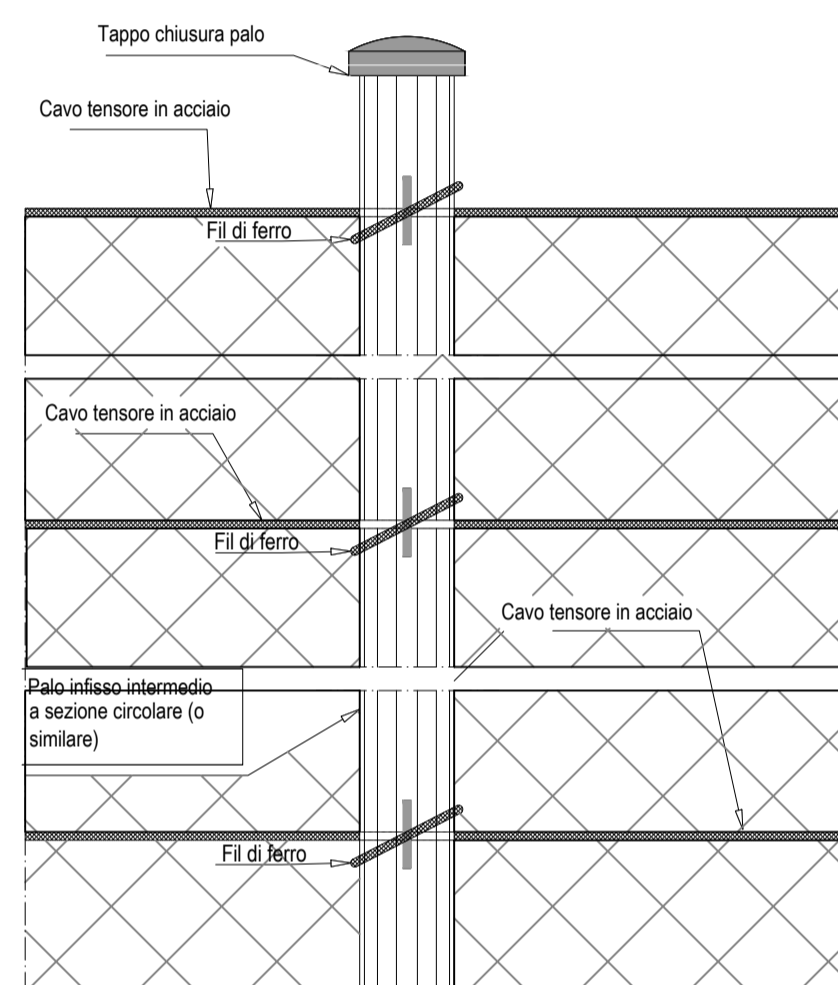 Tappo chiusura palo
Cavo tensore in acciaio
Fil di ferro
Cavo tensore in acciaio
Fil di ferro
Cavo tensore in acciaio
Palo infisso intermedio
a sezione circolare (o
similare)
Fil di ferro